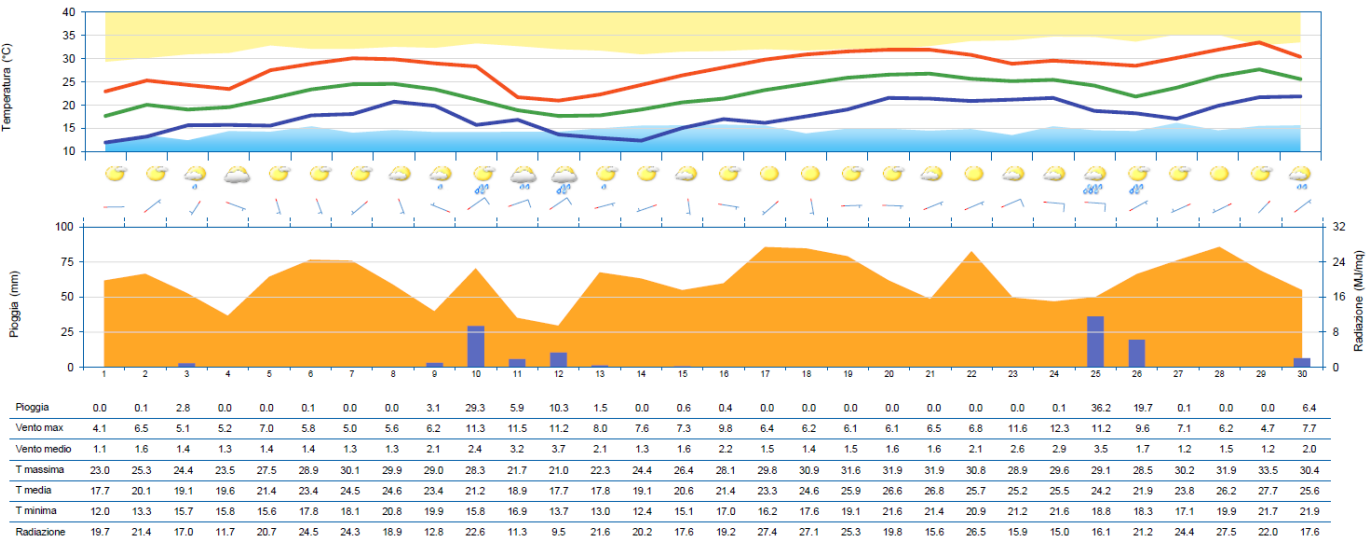 Temperatura (°C)
40
35
30
25
20
15
10
Pioggia (mm)
100
75
50
25
0
Radiazione (MJ/mq)
32
24
16
8
0
1 2 3 4 5 6 7 8 9 10 11 12 13 14 15 16 17 18 19 20 21 22 23 24 25 26 27 28 29 30
Pioggia 0.0 0.1 2.8 0.0 0.0 0.1 0.0 0.0 3.1 29.3 5.9 10.3 1.5 0.0 0.6 0.4 0.0 0.0 0.0 0.0 0.0 0.0 0.0 0.1 36.2 19.7 0.1 0.0 0.0 6.4
Vento max 4.1 6.5 5.1 5.2 7.0 5.8 5.0 5.6 6.2 11.3 11.5 11.2 8.0 7.6 7.3 9.8 6.4 6.2 6.1 6.1 6.5 6.8 11.6 12.3 11.2 9.6 7.1 6.2 4.7 7.7
Vento medio 1.1 1.6 1.4 1.3 1.4 1.4 1.3 1.3 2.1 2.4 3.2 3.7 2.1 1.3 1.6 2.2 1.5 1.4 1.5 1.6 1.6 2.1 2.6 2.9 3.5 1.7 1.2 1.5 1.2 2.0
T massima 23.0 25.3 24.4 23.5 27.5 28.9 30.1 29.9 29.0 28.3 21.7 21.0 22.3 24.4 26.4 28.1 29.8 30.9 31.6 31.9 31.9 30.8 28.9 29.6 29.1 28.5 30.2 31.9 33.5 30.4
T media 17.7 20.1 19.1 19.6 21.4 23.4 24.5 24.6 23.4 21.2 18.9 17.7 17.8 19.1 20.6 21.4 23.3 24.6 25.9 26.6 26.8 25.7 25.2 25.5 24.2 21.9 23.8 26.2 27.7 25.6
T minima 12.0 13.3 15.7 15.8 15.6 17.8 18.1 20.8 19.9 15.8 16.9 13.7 13.0 12.4 15.1 17.0 16.2 17.6 19.1 21.6 21.4 20.9 21.2 21.6 18.8 18.3 17.1 19.9 21.7 21.9
Radiazione 19.7 21.4 17.0 11.7 20.7 24.5 24.3 18.9 12.8 22.6 11.3 9.5 21.6 20.2 17.6 19.2 27.4 27.1 25.3 19.8 15.6 26.5 15.9 15.0 16.1 21.2 24.4 27.5 22.0 17.6